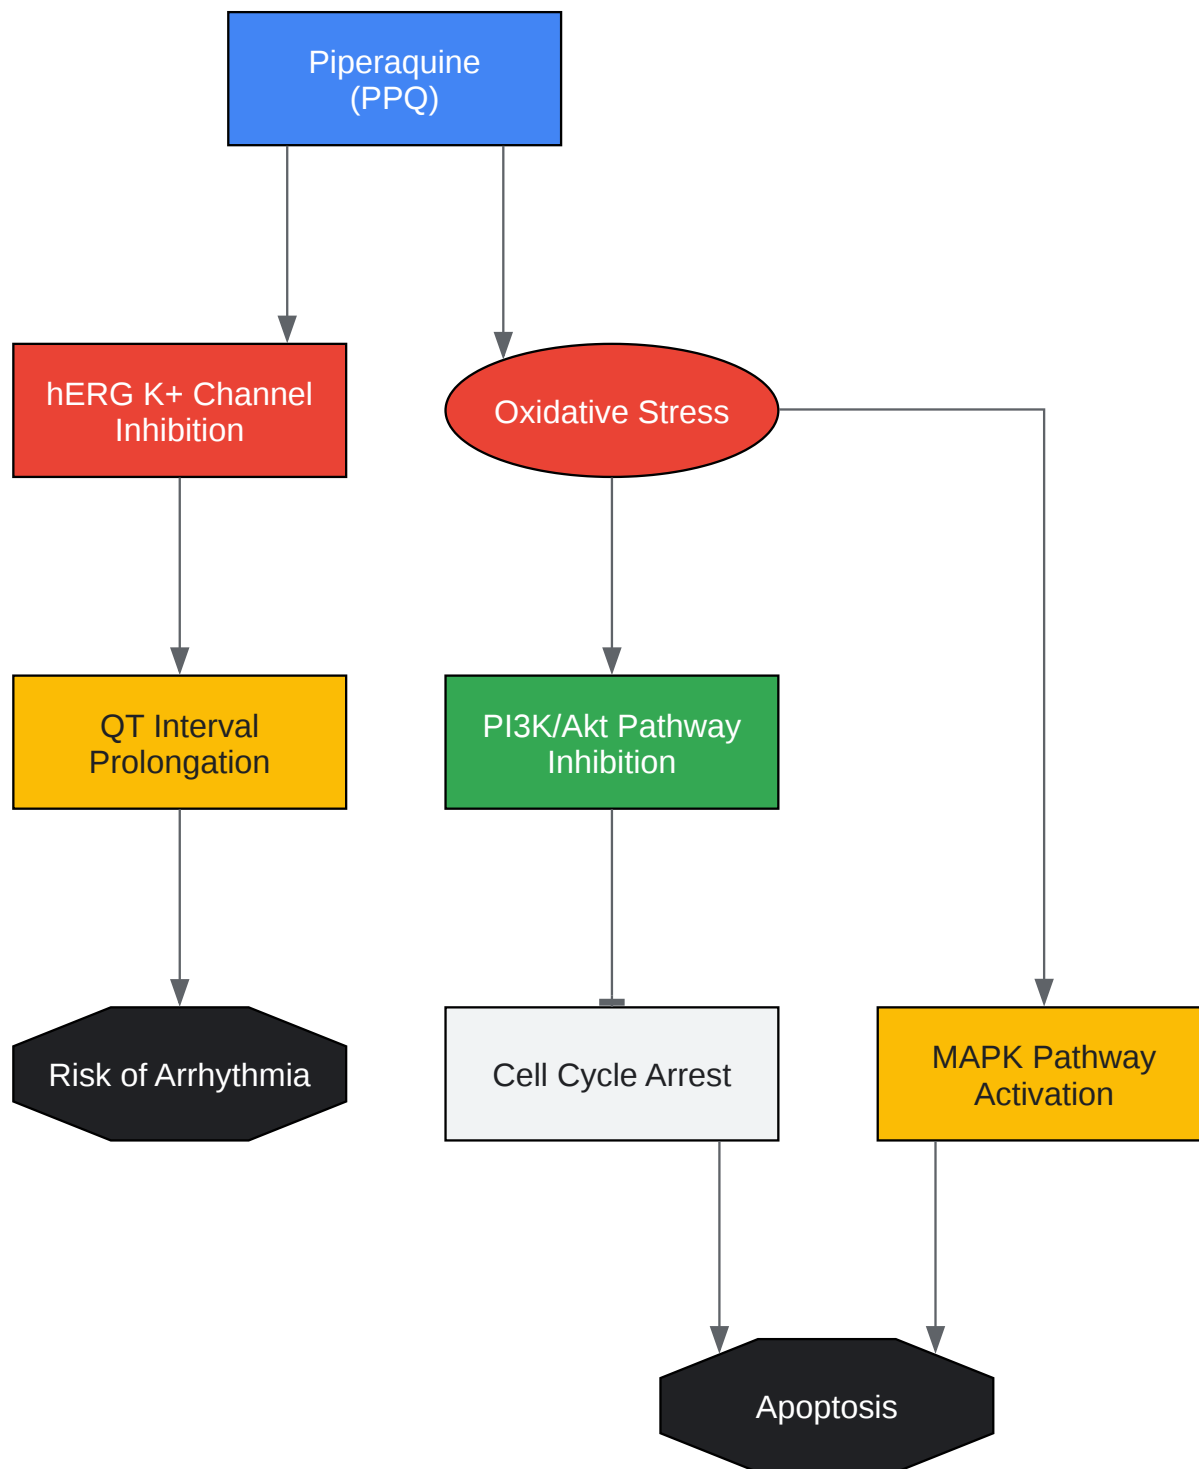 Piperaquine
(PPQ)
hERG K+ Channel
Inhibition
Oxidative Stress
QT Interval
Prolongation
PI3K/Akt Pathway
Inhibition
Risk of Arrhythmia
Cell Cycle Arrest
MAPK Pathway
Activation
Apoptosis